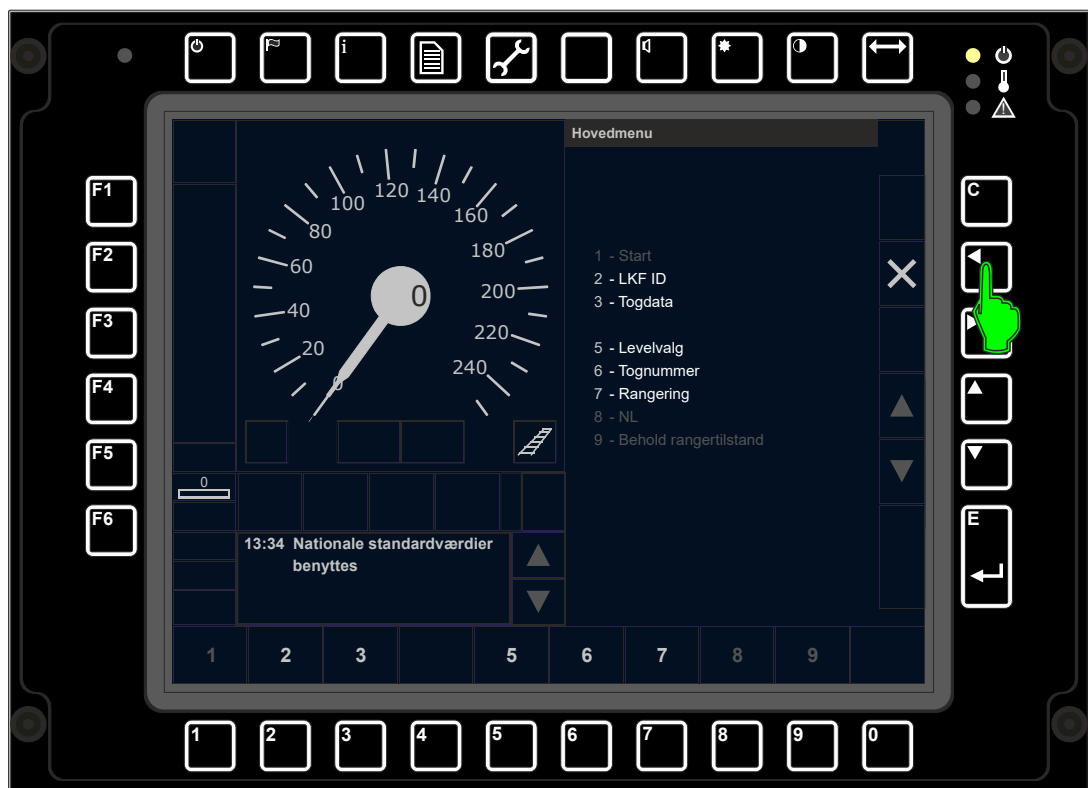 i
Hovedmenu
F1
F2
F3
F4
F5
F6
0
20
40
60
80
100
120
140
160
180
200
220
240
0
1 - Start
2 - LKF ID
3 - Togdata
5 - Levelvalg
6 - Tognummer
7 - Rangering
8 - NL
9 - Behold rangertilstand
0
13:34 Nationale standardværdier
benyttes
C
E
1 2 3 5 6 7 8 9
1 2 3 4 5 6 7 8 9 0